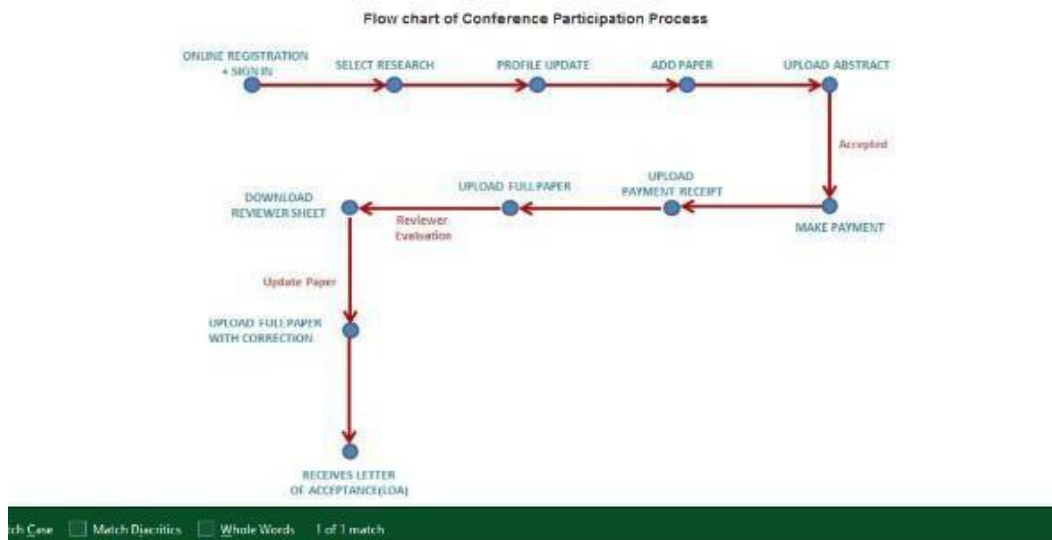 Flow chart of Conference Participation Process
ONLINE REGISTRATION
+ SIGN IN
SELECT RESEARCH
PROFILE UPDATE
ADD PAPER
UPLOAD ABSTRACT
Accepted
MAKE PAYMENT
UPLOAD
PAYMENT RECEIPT
UPLOAD FULL PAPER
Reviewer
Evaluation
DOWNLOAD
REVIEWER SHEET
Update Paper
UPLOAD FULL PAPER
WITH CORRECTION
RECEIVES LETTER
OF ACCEPTANCE(LOA)
tch Case Match Diacritics Whole Words 1 of 1 match